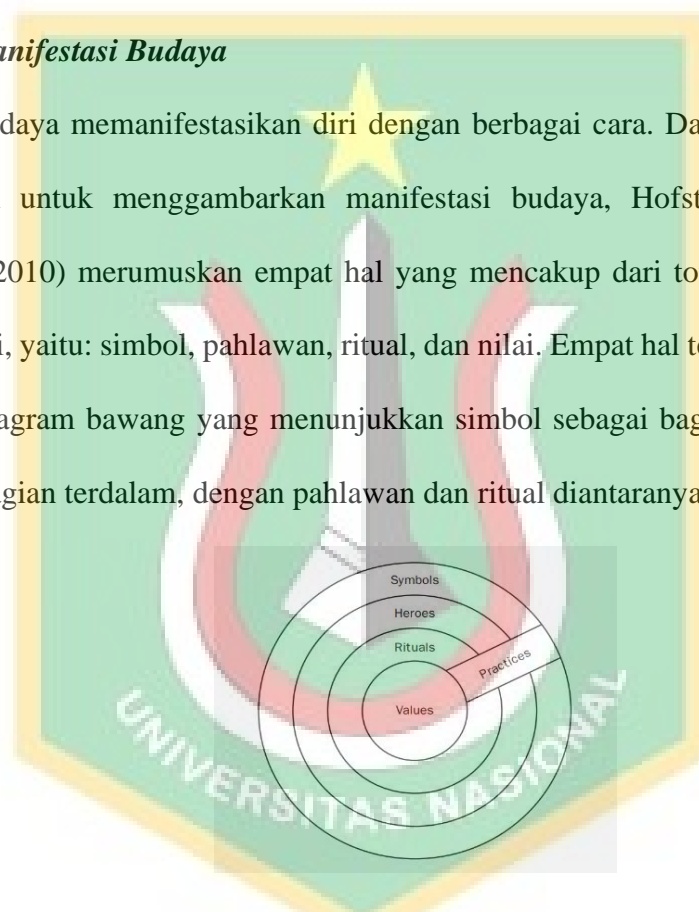 anifestasi Budaya
daya memanifestasikan diri dengan berbagai cara. Da
untuk menggambarkan manifestasi budaya, Hofst
2010) merumuskan empat hal yang mencakup dari to
i, yaitu: simbol, pahlawan, ritual, dan nilai. Empat hal t
agram bawang yang menunjukkan simbol sebagai bag
gian terdalam, dengan pahlawan dan ritual diantaranya
Symbols
Heroes
Rituals
Practices
Values
UNIVERSITAS NASIONAL